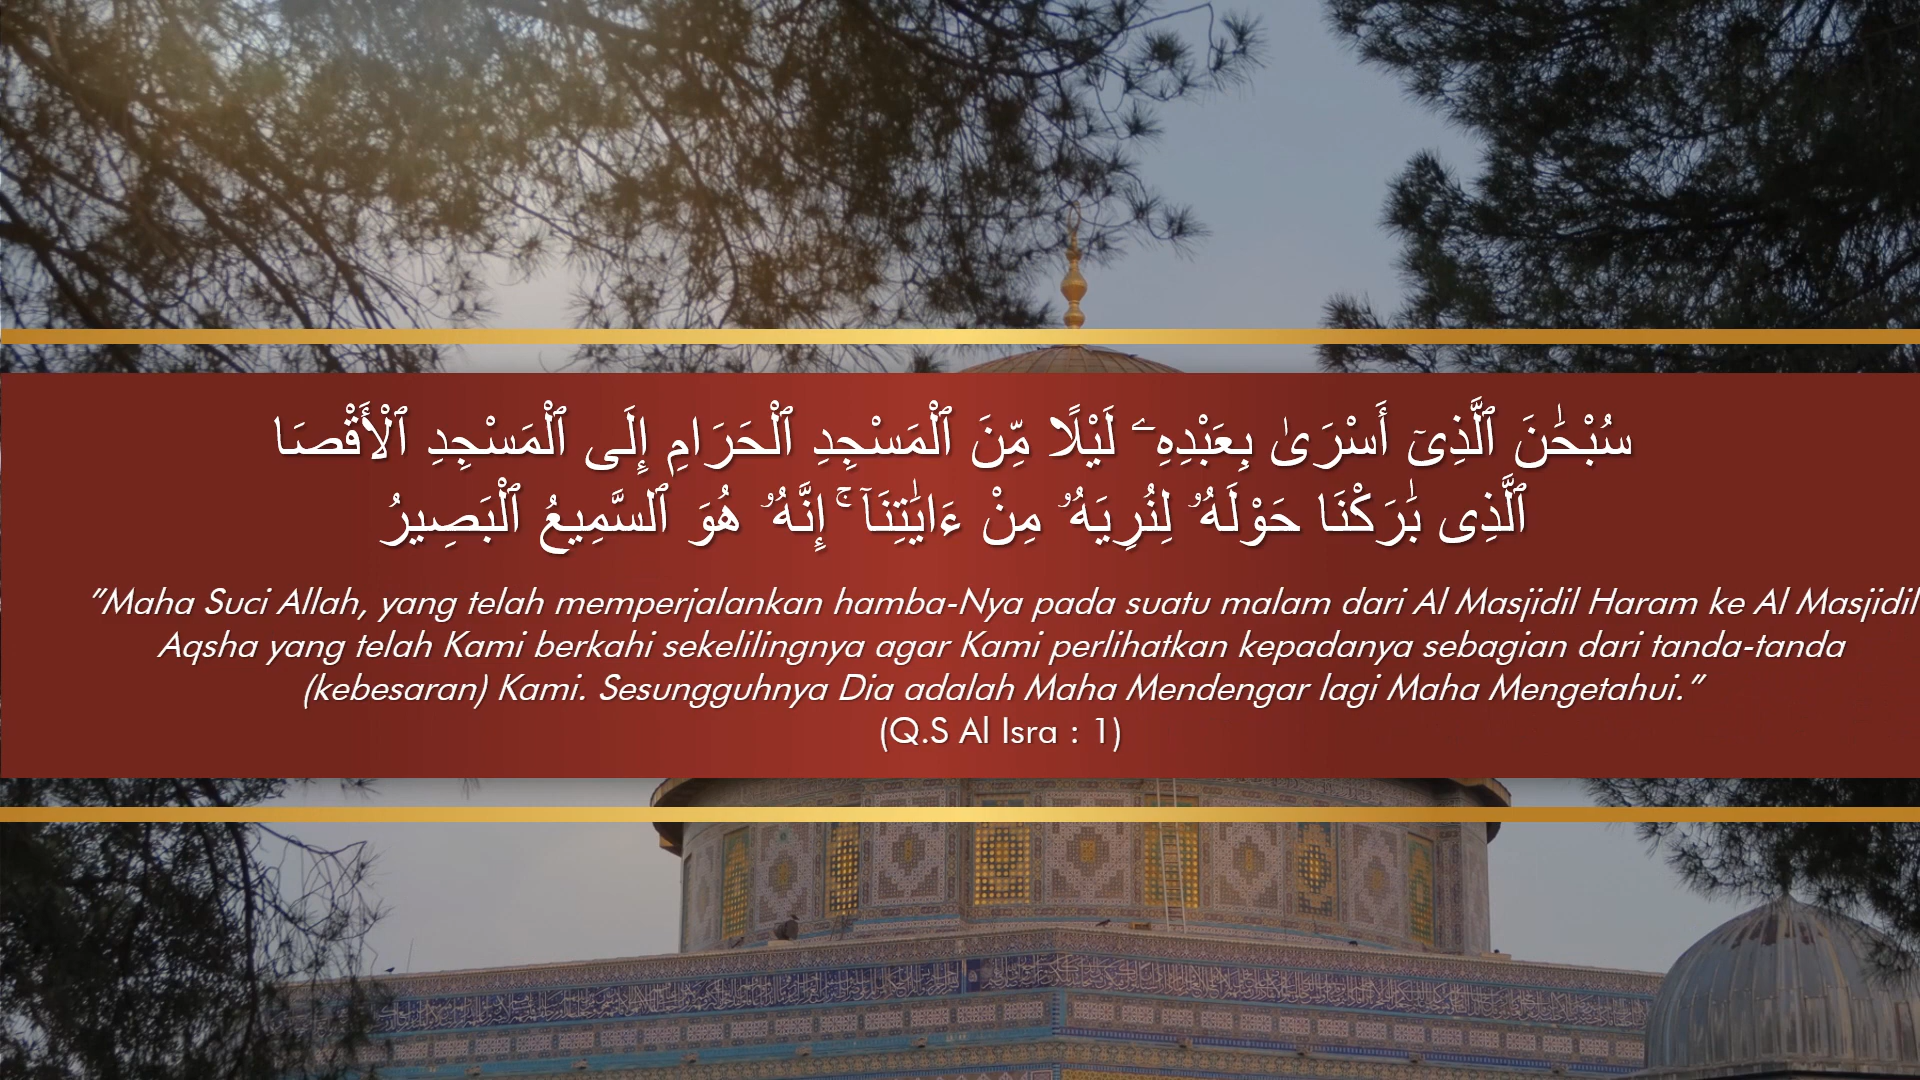 سُبْحَٰنَ ٱلَّذِىٓ أَسْرَىٰ بِعَبْدِهِۦ لَيْلًا مِّنَ ٱلْمَسْجِدِ ٱلْحَرَامِ إِلَى ٱلْمَسْجِدِ ٱلْأَقْصَا
ٱلَّذِى بَٰرَكْنَا حَوْلَهُۥ لِنُرِيَهُۥ مِنْ ءَايَٰتِنَآ ۚ إِنَّهُۥ هُوَ ٱلسَّمِيعُ ٱلْبَصِيرُ
"Maha Suci Allah, yang telah memperjalankan hamba-Nya pada suatu malam dari Al Masjidil Haram ke Al Masjidil
Aqsha yang telah Kami berkahi sekelilingnya agar Kami perlihatkan kepadanya sebagian dari tanda-tanda
(kebesaran) Kami. Sesungguhnya Dia adalah Maha Mendengar lagi Maha Mengetahui."
(Q.S Al Isra : 1)